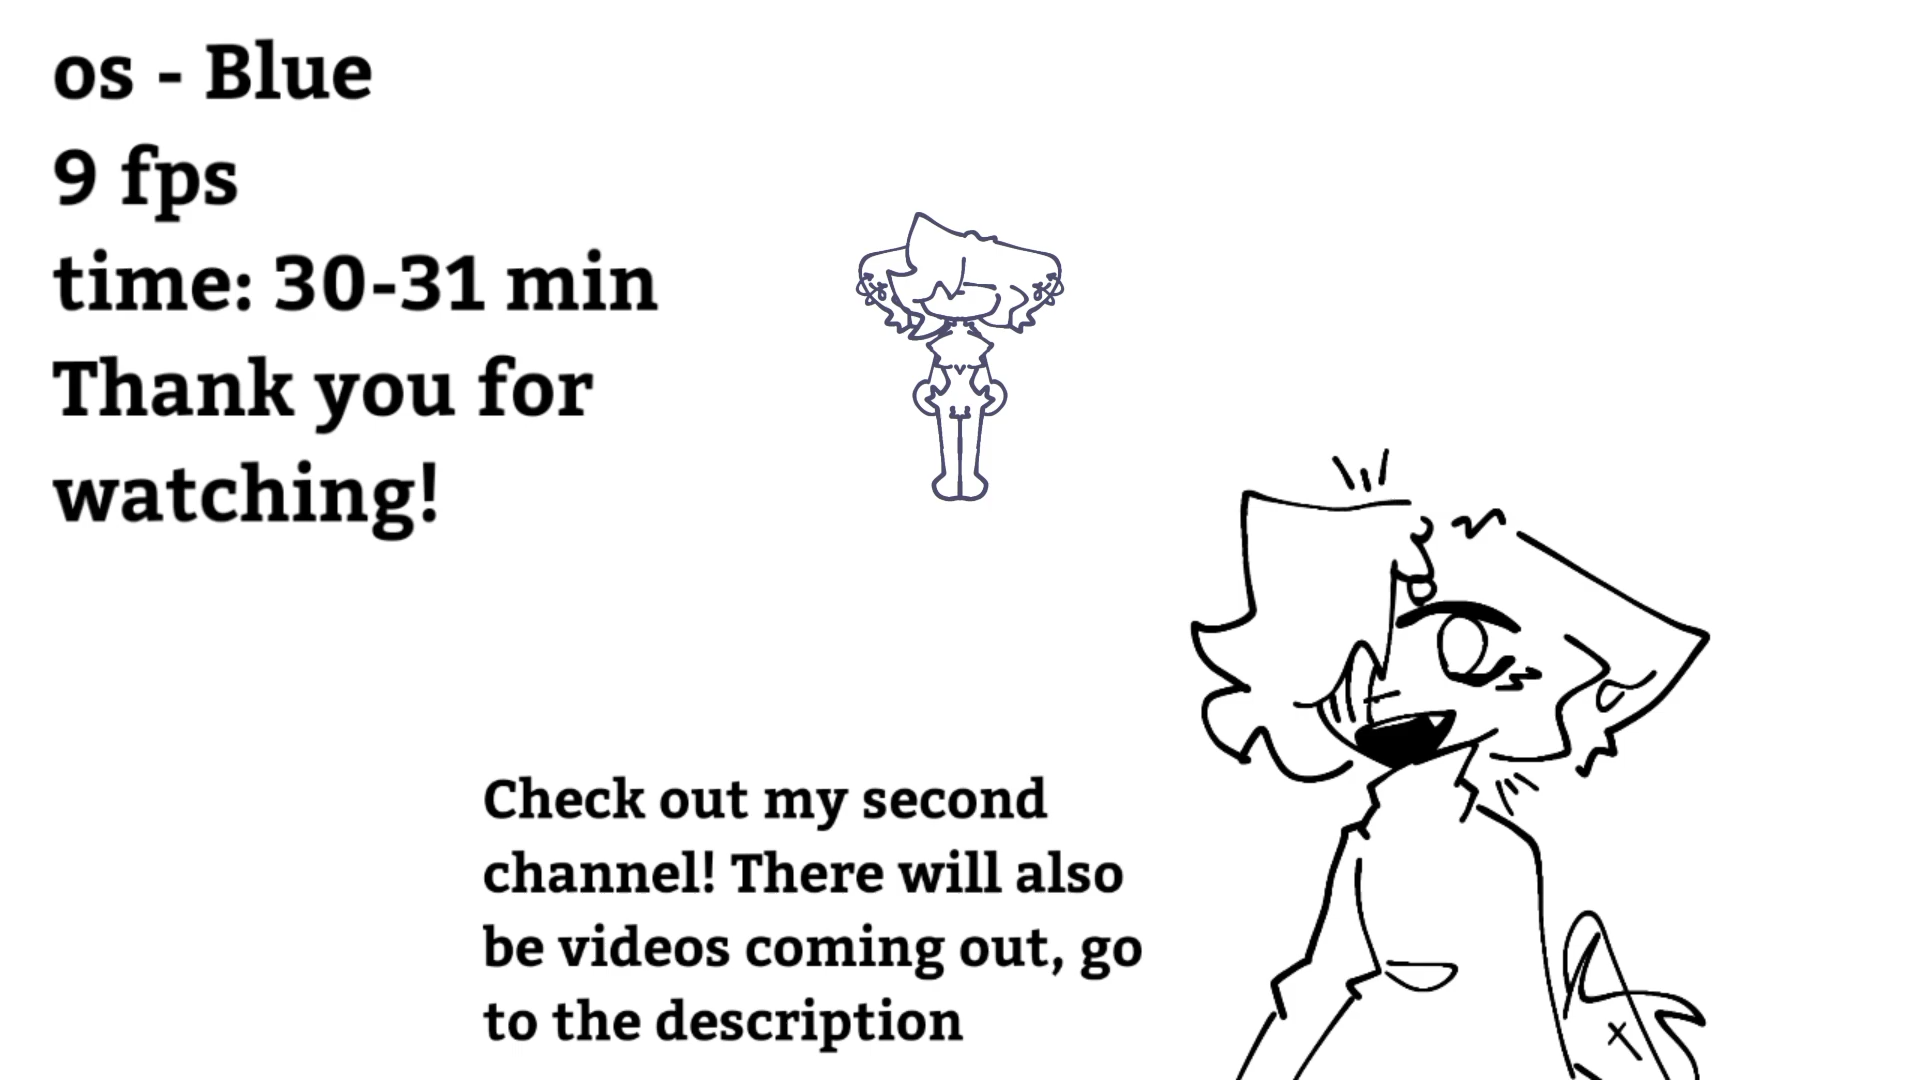 os - Blue
9 fps
time: 30-31 min
Thank you for
watching!
Check out my second
channel! There will also
be videos coming out, go
to the description